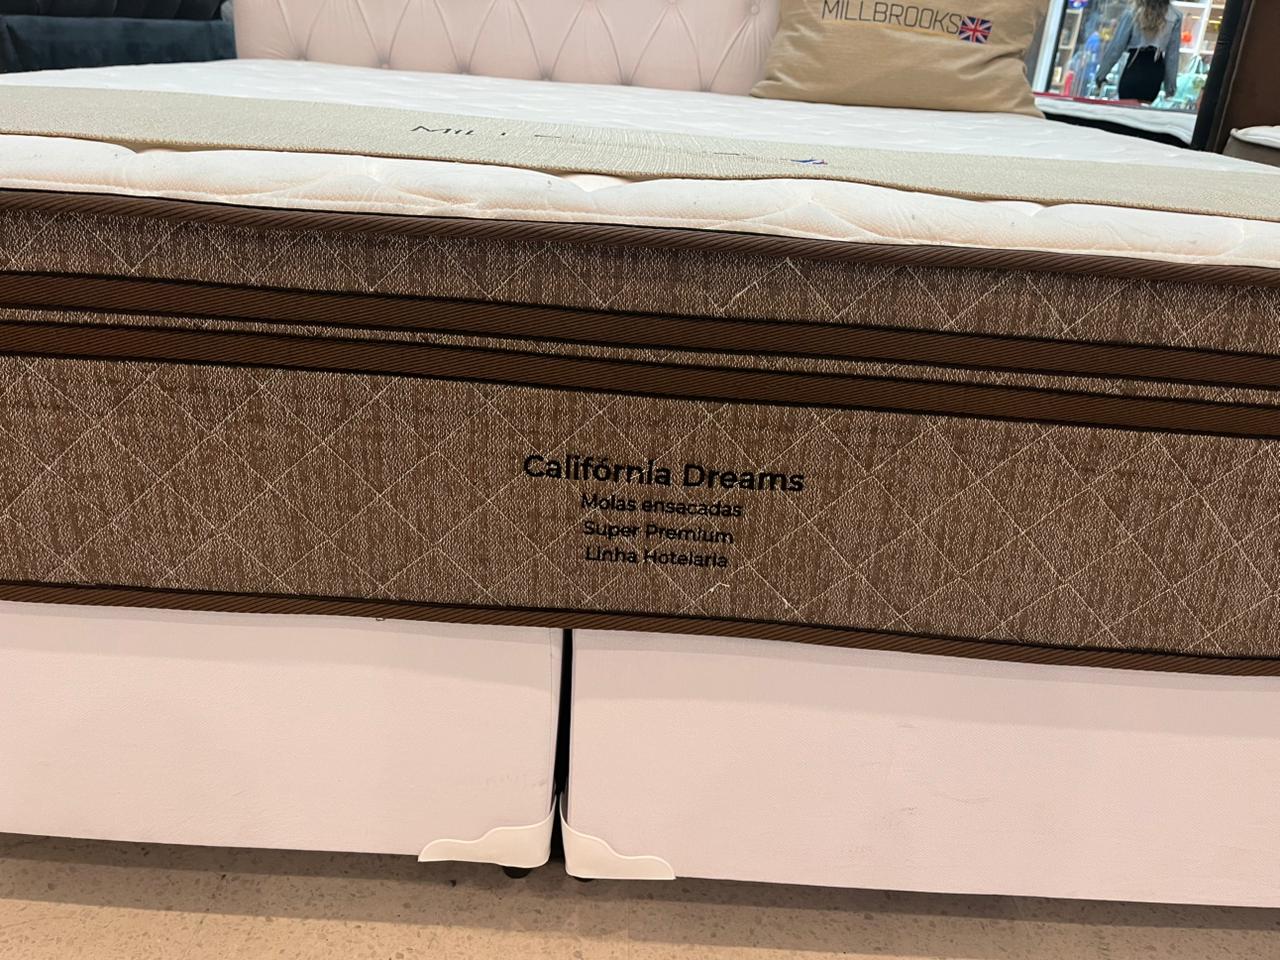 MILLBROOKS
Califórnia Dreams
Molas ensacadas
Super Premium
Linha Hotelaria